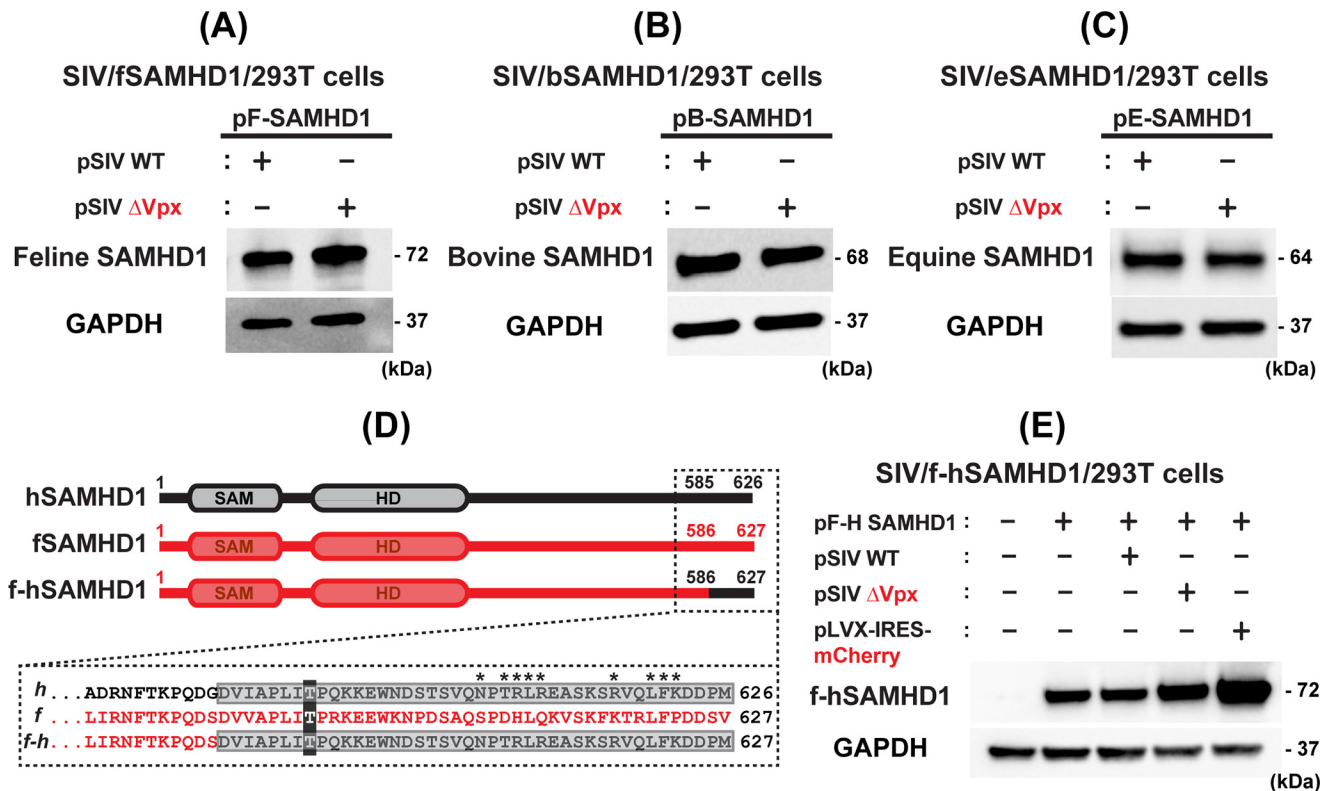 (A)
SIV/fSAMHD1/293T cells
pF-SAMHD1
pSIV WT : + –
pSIV ΔVpx : – +
Feline SAMHD1 - 72
GAPDH - 37
(kDa)
(B)
SIV/bSAMHD1/293T cells
pB-SAMHD1
pSIV WT : + –
pSIV ΔVpx : – +
Bovine SAMHD1 - 68
GAPDH - 37
(kDa)
(C)
SIV/eSAMHD1/293T cells
pE-SAMHD1
pSIV WT : + –
pSIV ΔVpx : – +
Equine SAMHD1 - 64
GAPDH - 37
(kDa)
(D)
hSAMHD1 1 SAM HD 585 626
fSAMHD1 1 SAM HD 586 627
f-hSAMHD1 1 SAM HD 586 627
* **** * ***
h ...ADRNFTKPQDGDVIAPLITPQKKEWNDSTSVQNPTRLREASKSRVQLFKDDPM 626
f ...LIRNFTKPQDSDVVAPLITPRKEEWKNPDSAQSPDHLQKVSKFKTRLFPDDSV 627
f-h ...LIRNFTKPQDSDVIAPLITPQKKEWNDSTSVQNPTRLREASKSRVQLFKDDPM 627
(E)
SIV/f-hSAMHD1/293T cells
pF-H SAMHD1 : – + + + +
pSIV WT : – – + – –
pSIV ΔVpx : – – – + –
pLVX-IRES- : – – – – +
mCherry
f-hSAMHD1 - 72
GAPDH - 37
(kDa)